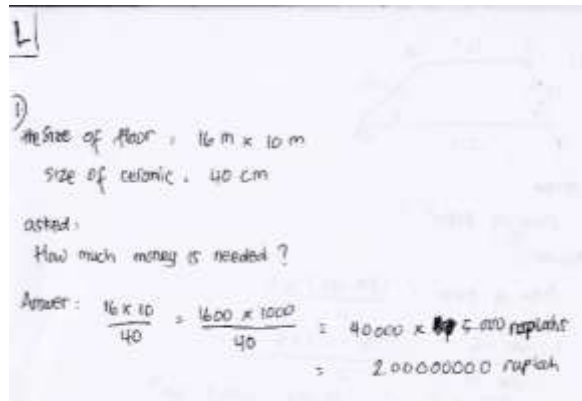 L
1)
the size of floor : 16 m x 10 m
size of ceramic . 40 cm
asked :
How much money is needed ?
Answer : 16 x 10 / 40 = 1600 x 1000 / 40 = 40000 x 5 000 rupiahs
= 200000000 rupiah